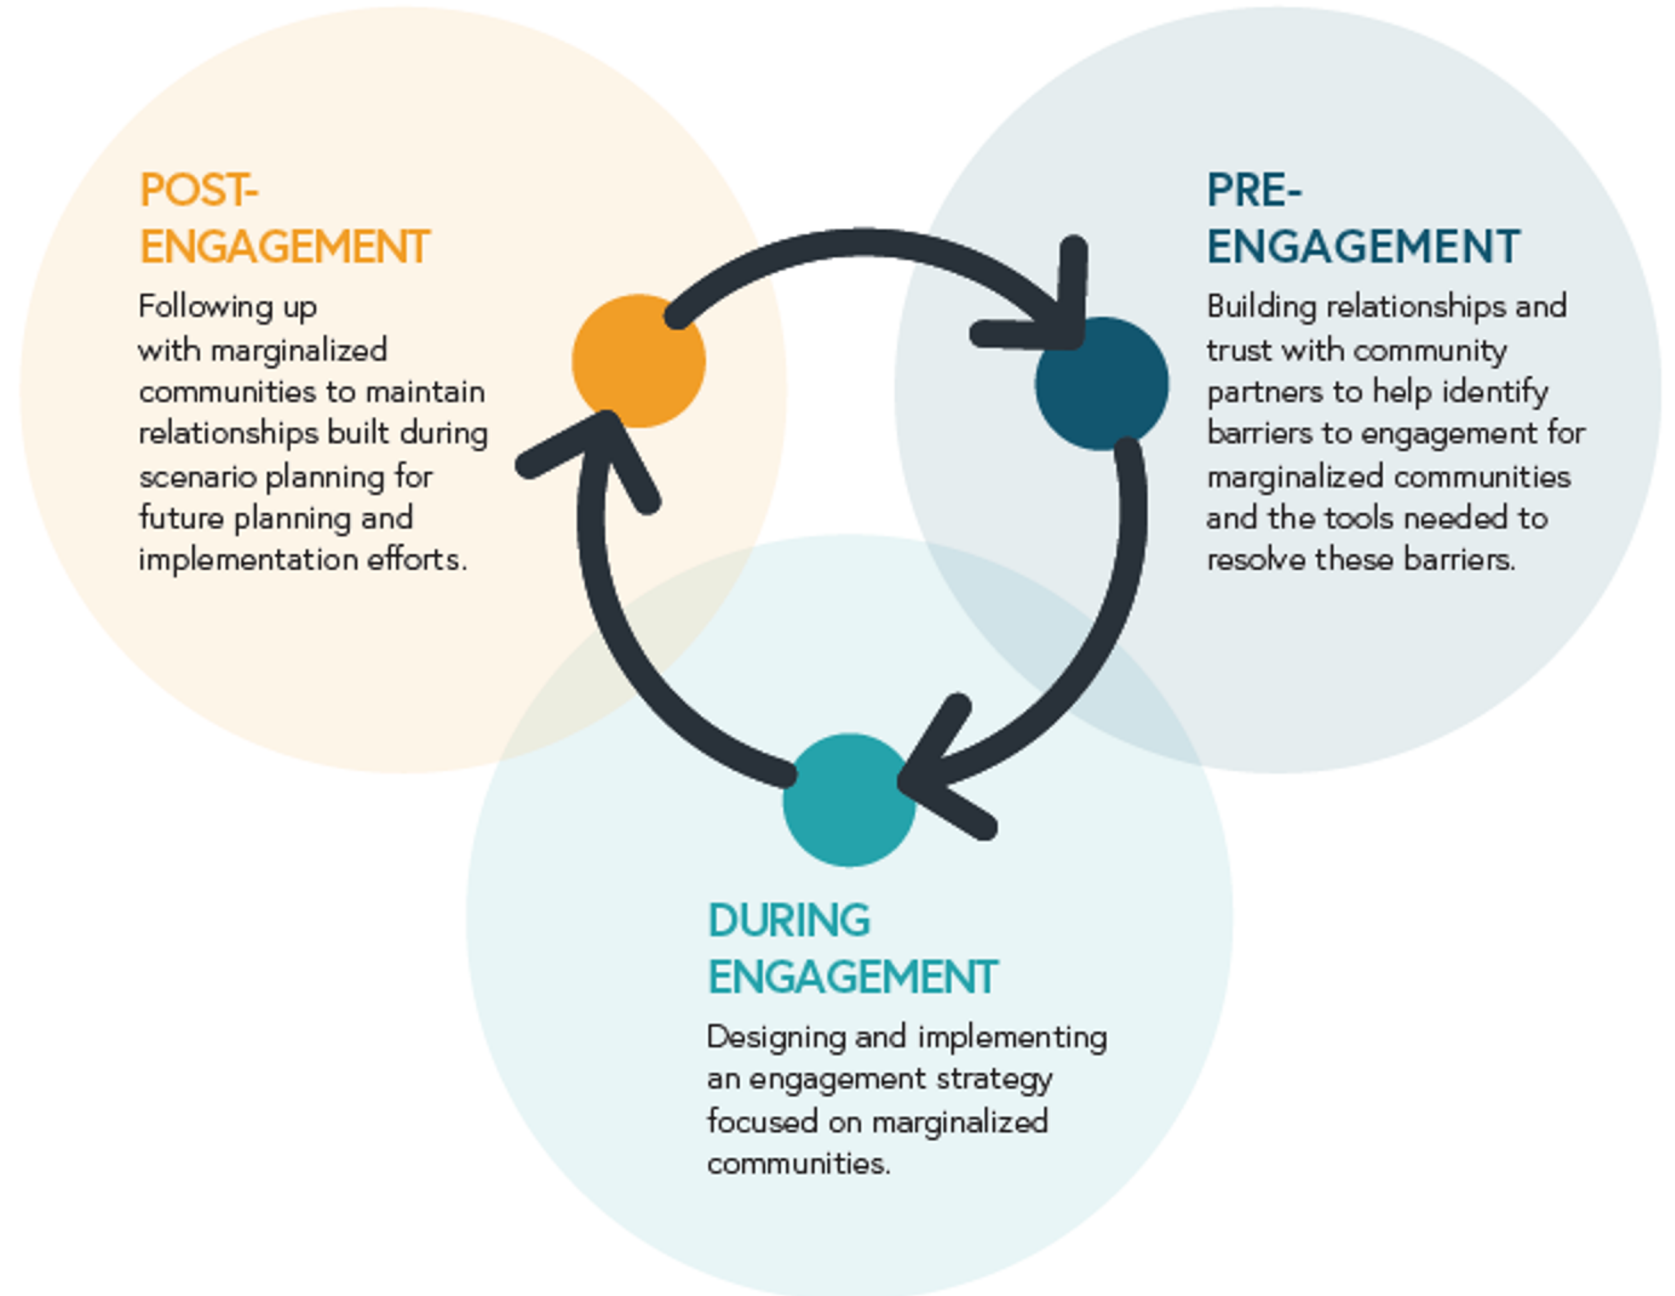 POST-
ENGAGEMENT
Following up
with marginalized
communities to maintain
relationships built during
scenario planning for
future planning and
implementation efforts.
PRE-
ENGAGEMENT
Building relationships and
trust with community
partners to help identify
barriers to engagement for
marginalized communities
and the tools needed to
resolve these barriers.
DURING
ENGAGEMENT
Designing and implementing
an engagement strategy
focused on marginalized
communities.